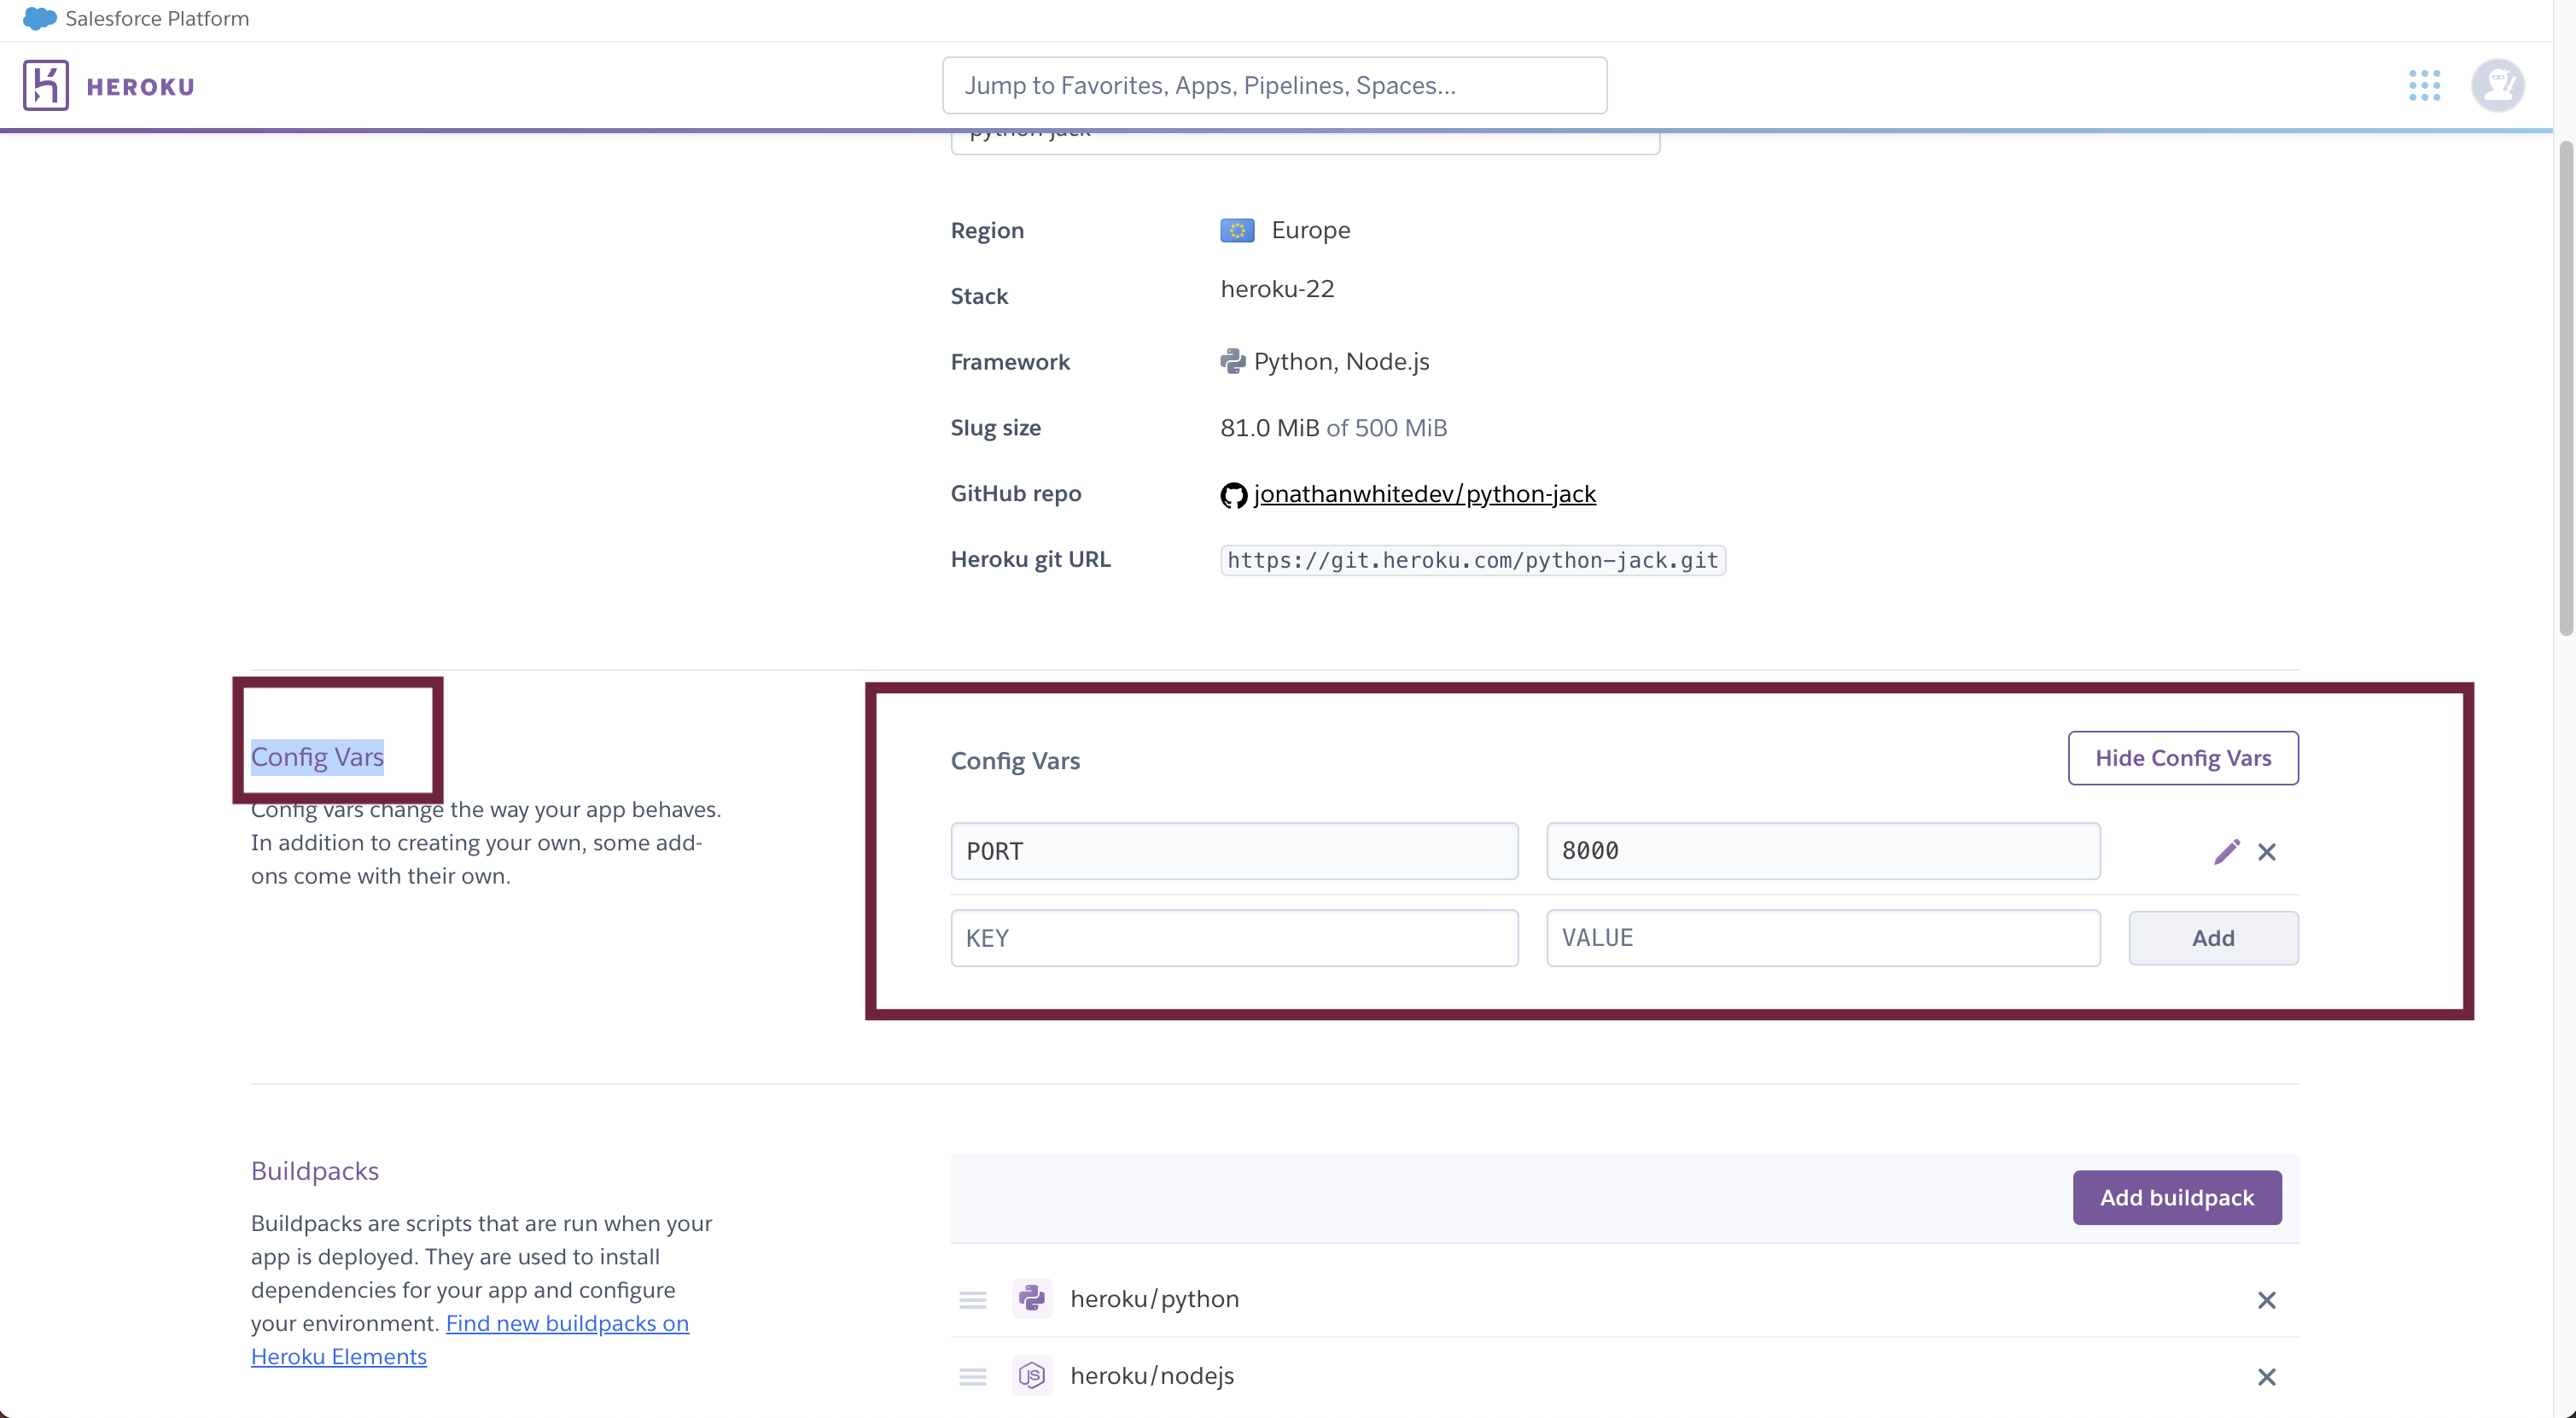 Salesforce Platform
HEROKU
Jump to Favorites, Apps, Pipelines, Spaces...
python-jack
Region
Europe
Stack
heroku-22
Framework
Python, Node.js
Slug size
81.0 MiB of 500 MiB
GitHub repo
jonathanwhitedev/python-jack
Heroku git URL
https://git.heroku.com/python-jack.git
Config Vars
Config vars change the way your app behaves.
In addition to creating your own, some add-
ons come with their own.
Config Vars
Hide Config Vars
PORT
8000
KEY
VALUE
Add
Buildpacks
Buildpacks are scripts that are run when your
app is deployed. They are used to install
dependencies for your app and configure
your environment. Find new buildpacks on
Heroku Elements
Add buildpack
heroku/python
heroku/nodejs